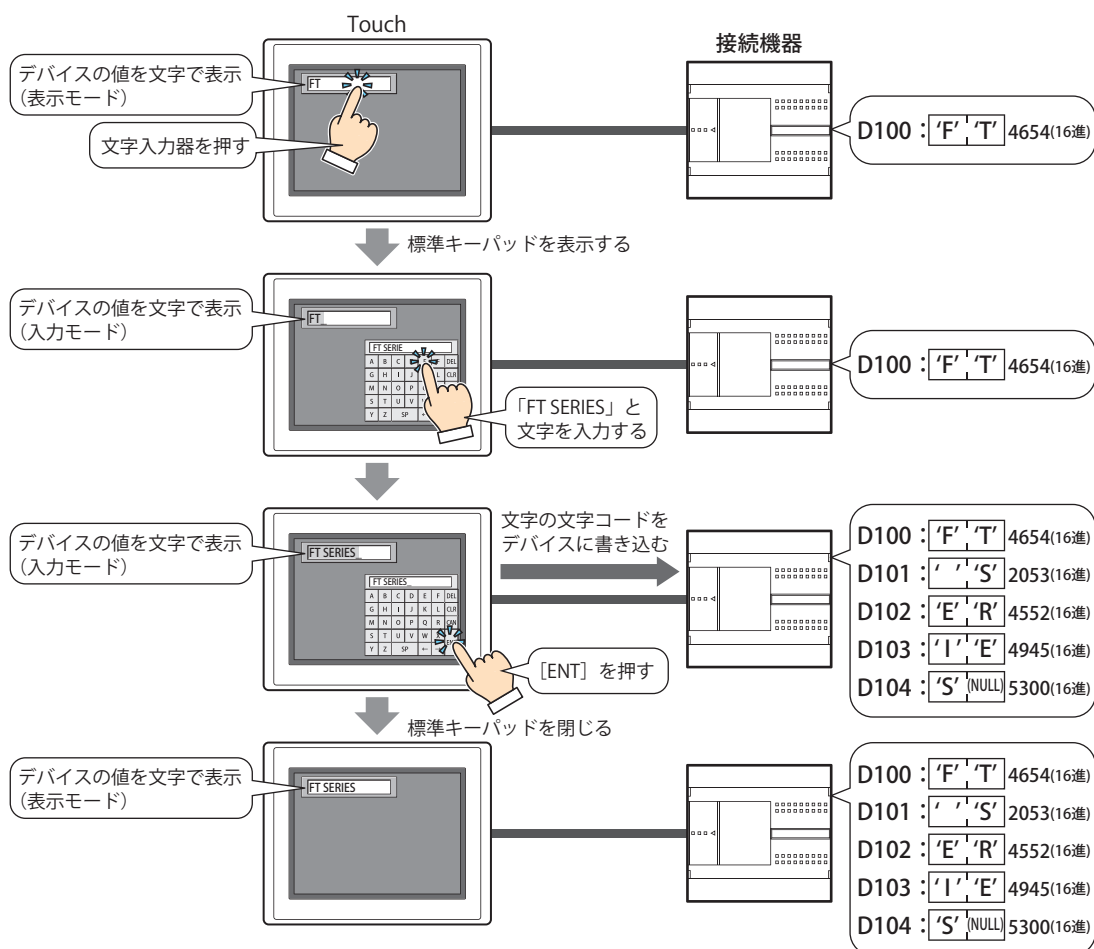 Touch
接続機器
デバイスの値を文字で表示
(表示モード)
FT
文字入力器を押す
D100 : 'F' 'T' 4654(16進)
標準キーパッドを表示する
デバイスの値を文字で表示
(入力モード)
FT_
FT SERIE
A B C F DEL
G H I J L CLR
M N O P
S T U V
Y Z SP
「FT SERIES」と
文字を入力する
D100 : 'F' 'T' 4654(16進)
デバイスの値を文字で表示
(入力モード)
FT SERIES_
FT SERIES_
A B C D E F DEL
G H I J K L CLR
M N O P Q R CAN
S T U V W
Y Z SP ←
[ENT] を押す
文字の文字コードを
デバイスに書き込む
D100 : 'F' 'T' 4654(16進)
D101 : ' ' 'S' 2053(16進)
D102 : 'E' 'R' 4552(16進)
D103 : 'I' 'E' 4945(16進)
D104 : 'S' (NULL) 5300(16進)
標準キーパッドを閉じる
デバイスの値を文字で表示
(表示モード)
FT SERIES
D100 : 'F' 'T' 4654(16進)
D101 : ' ' 'S' 2053(16進)
D102 : 'E' 'R' 4552(16進)
D103 : 'I' 'E' 4945(16進)
D104 : 'S' (NULL) 5300(16進)